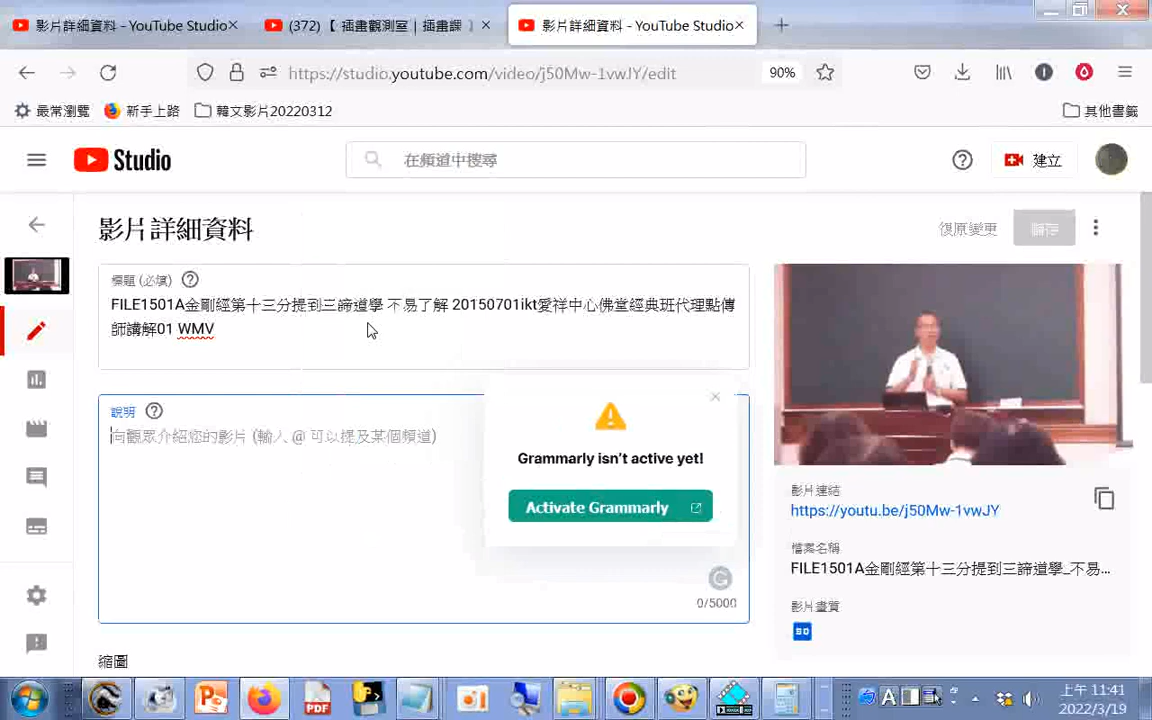 影片詳細資料 - YouTube Studio
(372)【 插畫觀測室｜插畫課 】
影片詳細資料 - YouTube Studio
https://studio.youtube.com/video/j50Mw-1vwJY/edit
90%
最常瀏覽
新手上路
韓文影片20220312
其他書籤
Studio
在頻道中搜尋
建立
影片詳細資料
復原變更
儲存
標題 (必填)
FILE1501A金剛經第十三分提到三諦道學 不易了解 20150701ikt愛祥中心佛堂經典班代理點傳
師講解01 WMV
說明
向觀眾介紹您的影片 (輸入 @ 可以提及某個頻道)
Grammarly isn't active yet!
Activate Grammarly
0/5000
影片連結
https://youtu.be/j50Mw-1vwJY
檔案名稱
FILE1501A金剛經第十三分提到三諦道學_不易...
影片畫質
SD
縮圖
PDF
A
上午 11:41
2022/3/19